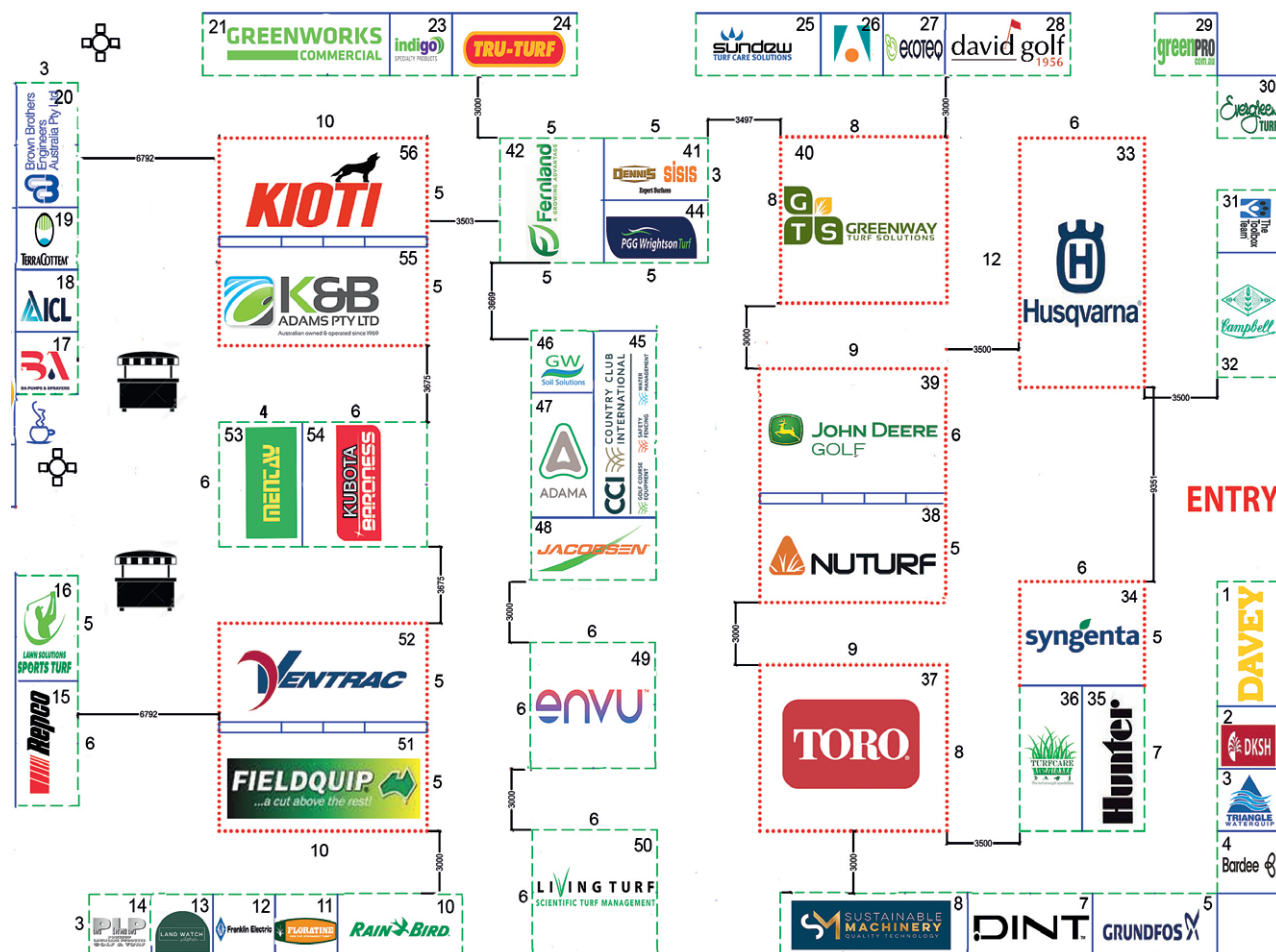 21
GREENWORKS
COMMERCIAL
23
indigo
SPECIALTY PRODUCTS
24
TRU-TURF
25
sundew
TURF CARE SOLUTIONS
26
27
ecoteq
28
david golf
1956
29
greenPRO
com.au
30
Evergreen
TURF
3
20
Brown Brothers
Engineers
Australia Pty Ltd
3000
3000
3497
6792
10
56
KIOTI
5
3503
5
5
42
Fernland
A GROWING ADVANTAGE
41
DENNIS
SISIS
Expert Surfaces
3
44
PGG Wrightson Turf
5
5
8
40
8
GTS
GREENWAY
TURF SOLUTIONS
12
6
33
H
Husqvarna
31
The
Toolbox
Team
Campbell
32
19
TERRACOTTEM
18
ICL
17
BA
BA PUMPS & SPRAYERS
55
K&B
ADAMS PTY LTD
Australian owned & operated since 1969
5
3669
3000
3500
3500
3675
46
GW
Soil Solutions
45
CCI
COUNTRY CLUB
INTERNATIONAL
GOLF COURSE
EQUIPMENT
SAFETY
FENCING
WATER
MANAGEMENT
47
ADAMA
48
JACOBSEN
9
39
JOHN DEERE
GOLF
6
38
NUTURF
5
9351
ENTRY
4
6
53
MENTAY
54
KUBOTA
BARONESS
6
3675
3000
3000
16
LAWN SOLUTIONS
SPORTS TURF
5
15
Repco
6
6792
52
VENTRAC
5
51
FIELDQUIP
...a cut above the rest!
5
10
3000
6
49
envu
6
3000
6
50
LIVING TURF
SCIENTIFIC TURF MANAGEMENT
6
9
37
TORO
8
3000
3500
6
34
syngenta
5
36
TURFCARE
35
Hunter
7
1
DAVEY
2
DKSH
3
TRIANGLE
WATERQUIP
4
Bardee
3
14
PLP
GOLF & TURF
13
LAND WATCH
12
Franklin Electric
11
FLORATINE
10
RAIN BIRD
8
SM
SUSTAINABLE
MACHINERY
QUALITY TECHNOLOGY
7
DINT
5
GRUNDFOS